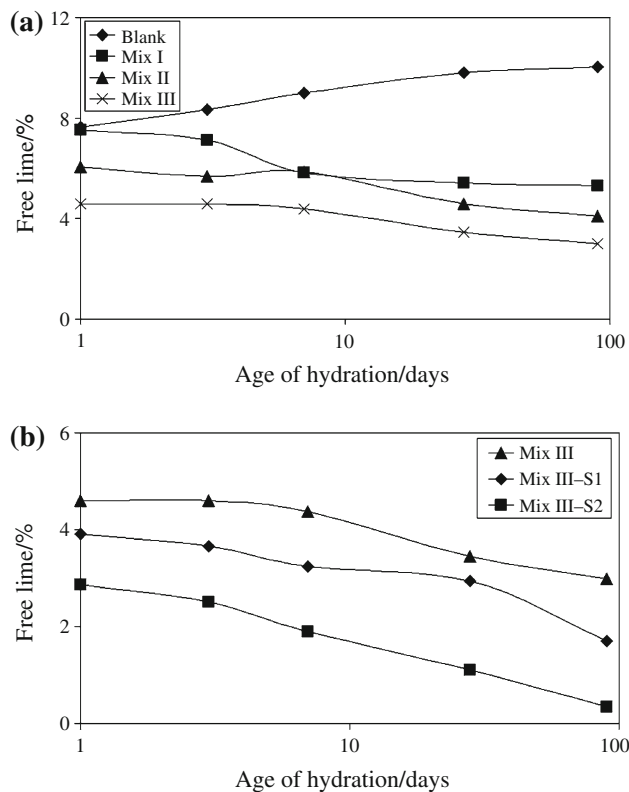 (a)
12
8
4
0
Free lime/%
Blank
Mix I
Mix II
Mix III
1
10
100
Age of hydration/days
(b)
6
4
2
0
Free lime/%
Mix III
Mix III–S1
Mix III–S2
1
10
100
Age of hydration/days